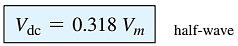 V_dc = 0.318 V_m half-wave